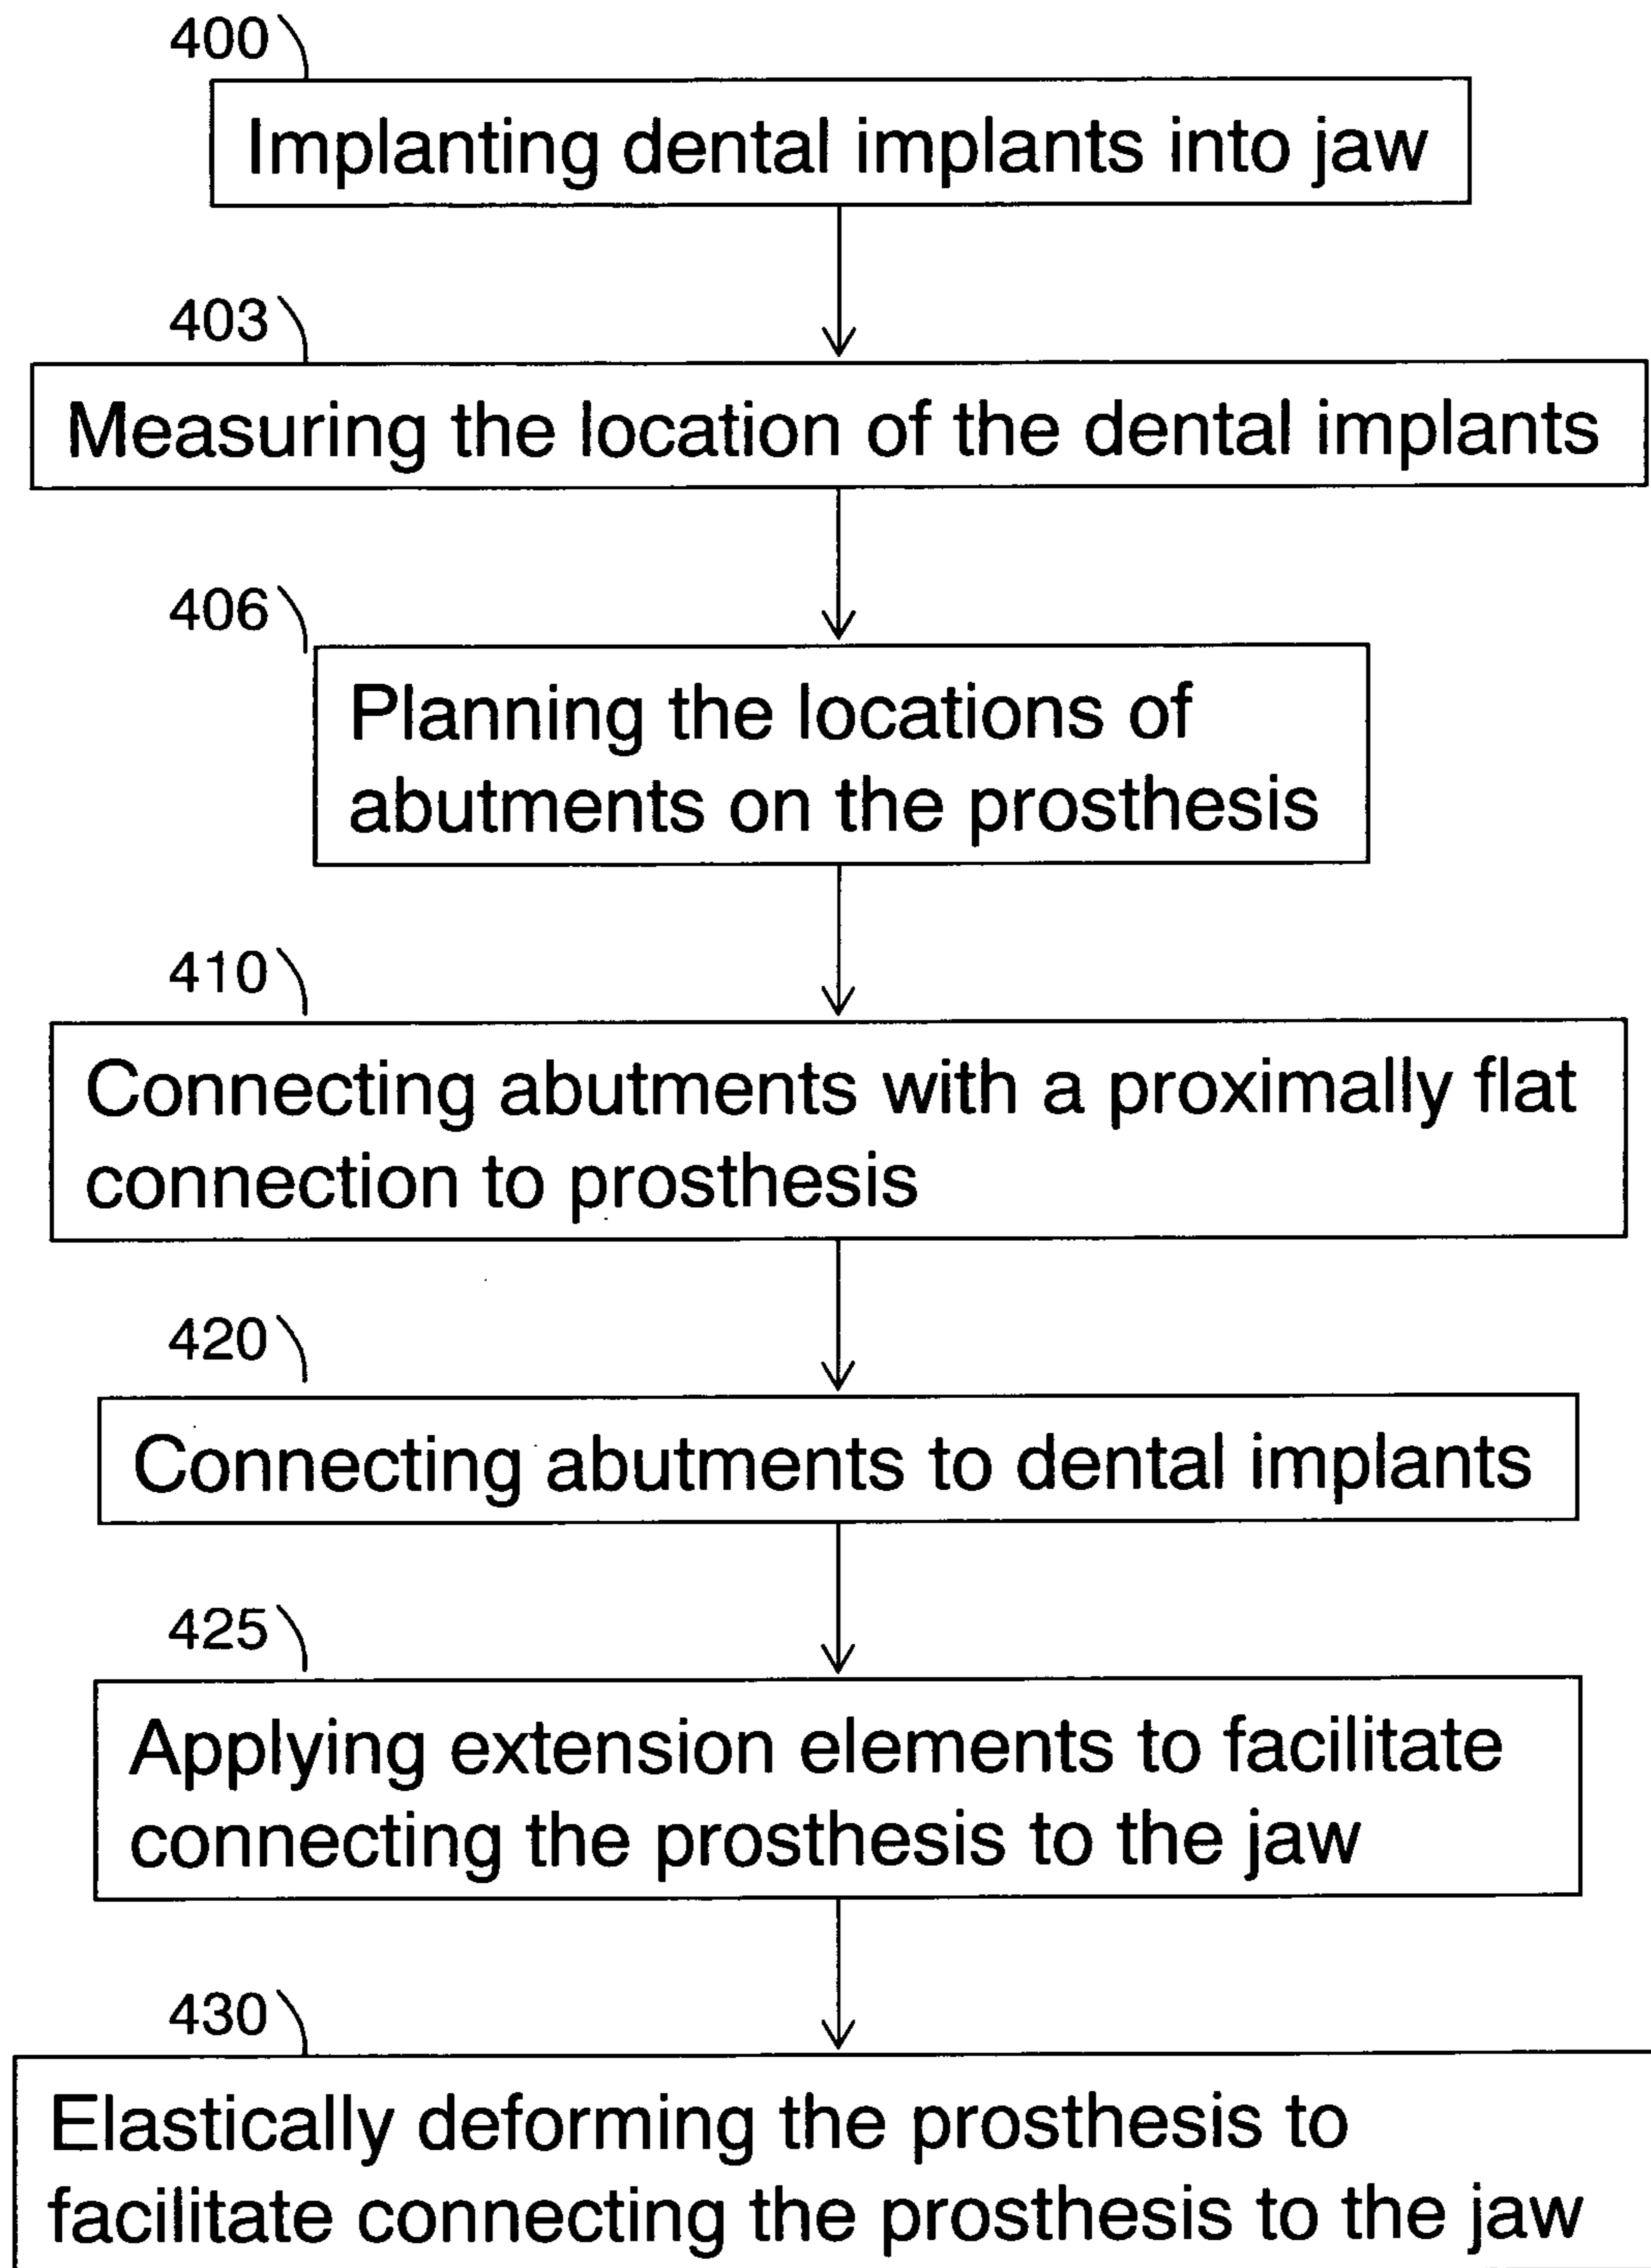 400
Implanting dental implants into jaw
403
Measuring the location of the dental implants
406
Planning the locations of
abutments on the prosthesis
410
Connecting abutments with a proximally flat
connection to prosthesis
420
Connecting abutments to dental implants
425
Applying extension elements to facilitate
connecting the prosthesis to the jaw
430
Elastically deforming the prosthesis to
facilitate connecting the prosthesis to the jaw